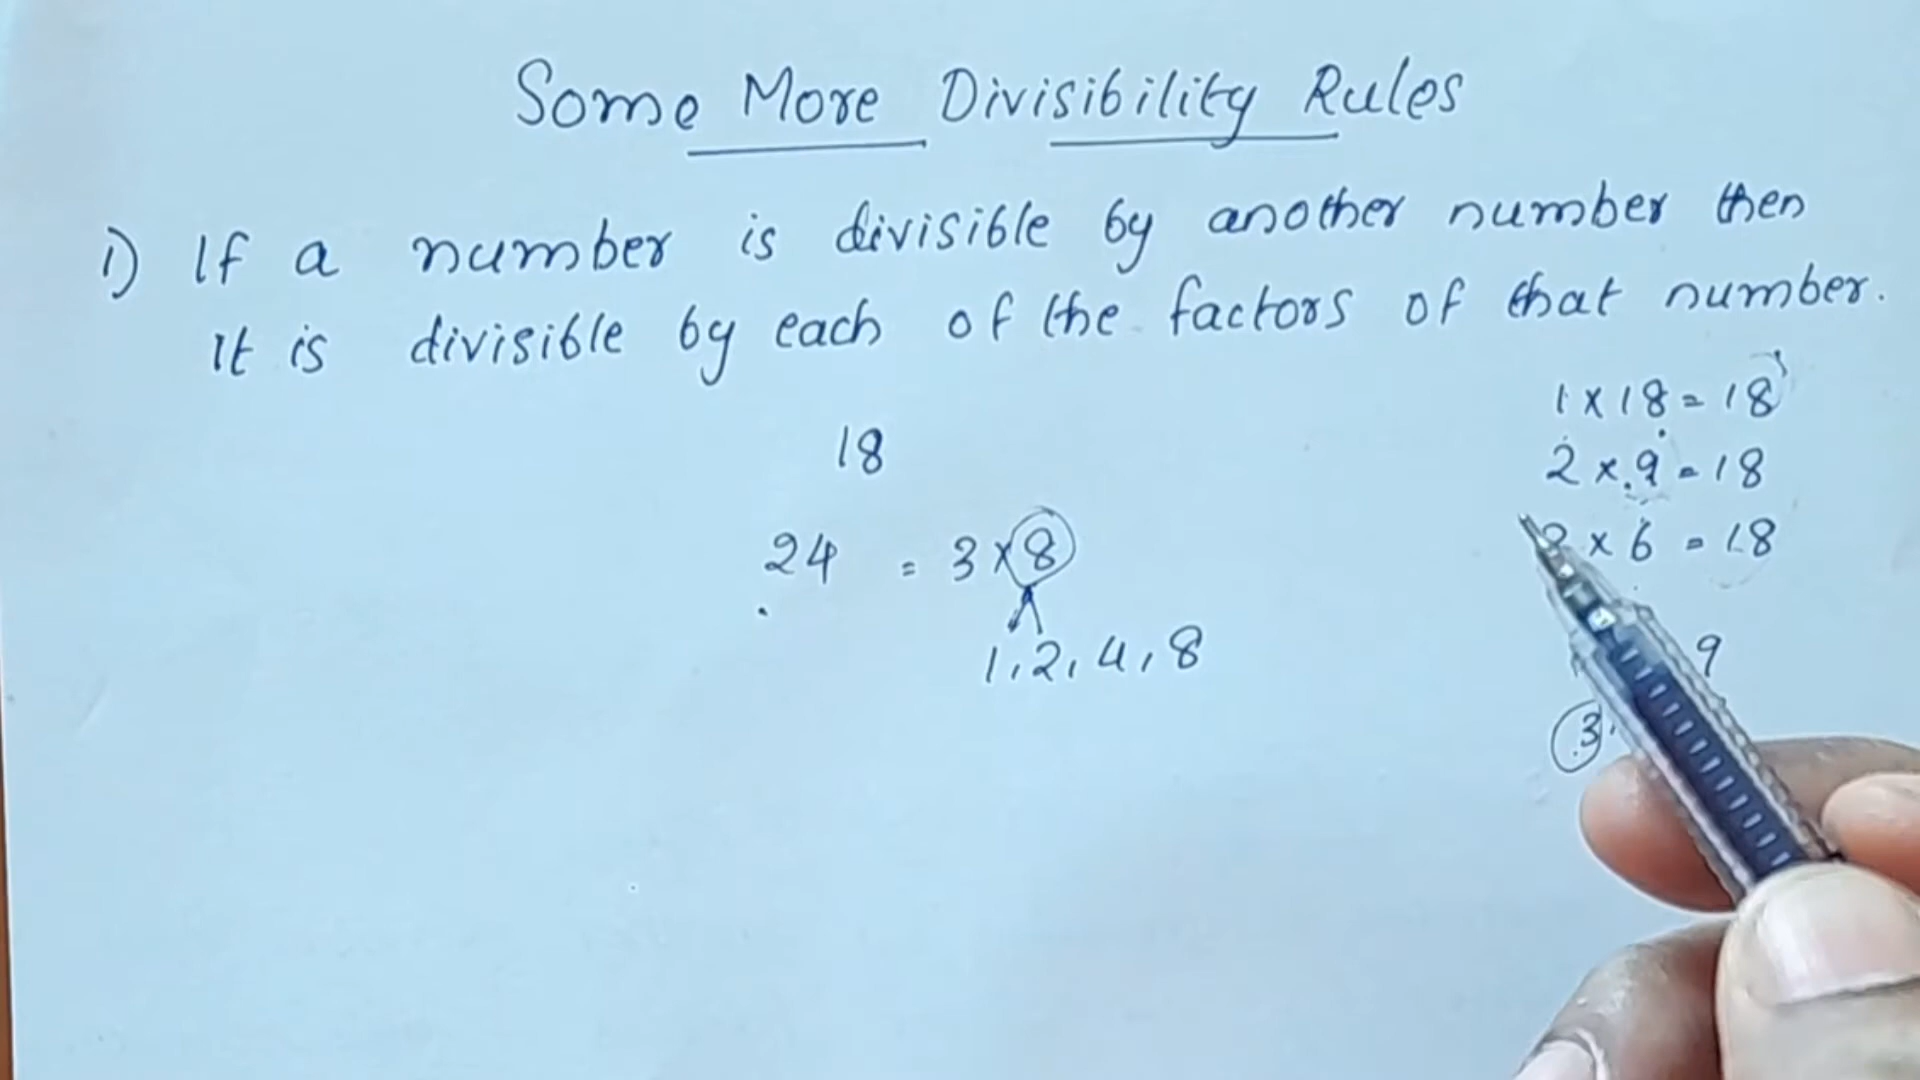 Some More Divisibility Rules
1) If a number is divisible by another number then
It is divisible by each of the factors of that number.
18
24 = 3 x 8
1, 2, 4, 8
1 x 18 = 18
2 x 9 = 18
x 6 = 18
9
3